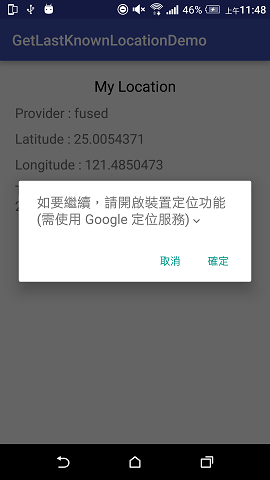 46% 上午11:48
GetLastKnownLocationDemo
My Location
Provider : fused
Latitude : 25.0054371
Longitude : 121.4850473
如要繼續，請開啟裝置定位功能
(需使用 Google 定位服務)
取消 確定